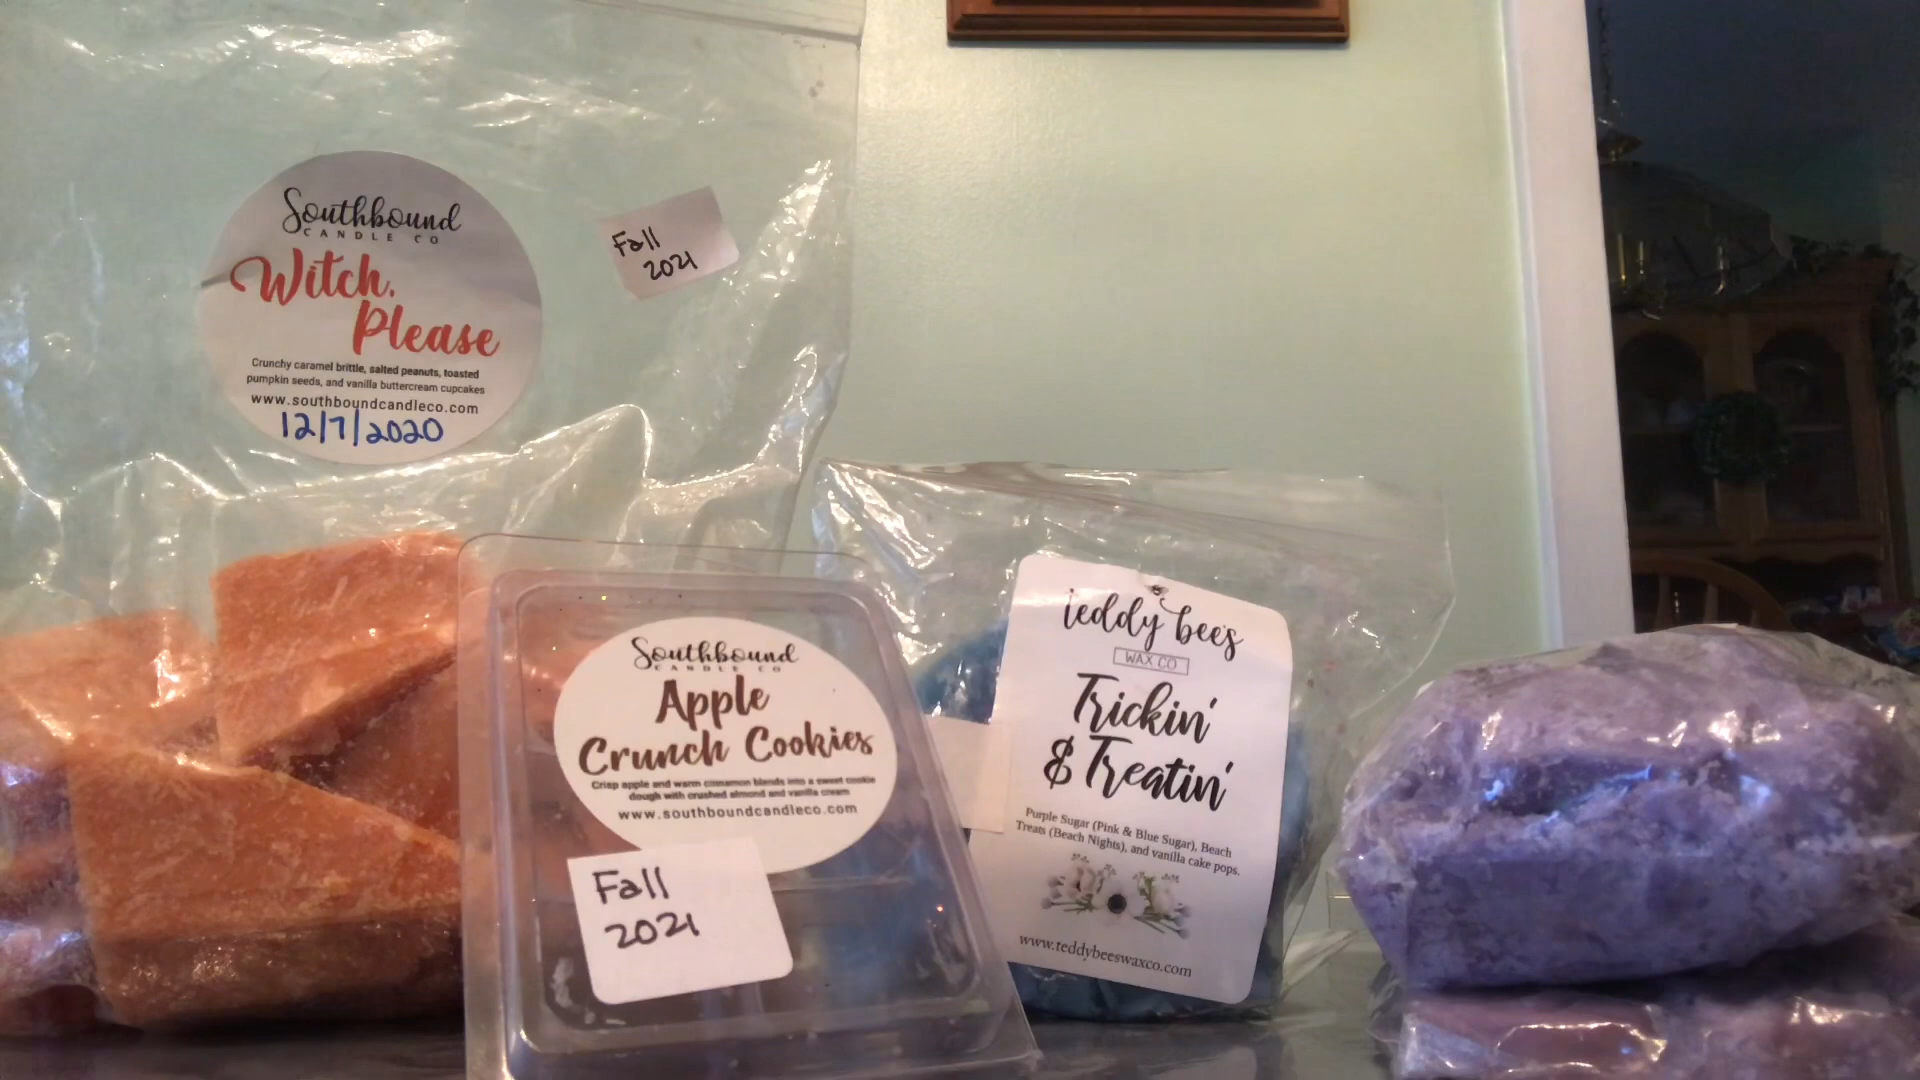 Southbound
CANDLE CO
Witch,
Please
Crunchy caramel brittle, salted peanuts, toasted
pumpkin seeds, and vanilla buttercream cupcakes
www.southboundcandleco.com
12/7/2020
Fall
2021
Southbound
CANDLE CO
Apple
Crunch Cookies
Crisp apple and warm cinnamon blends into a sweet cookie
dough with crushed almond and vanilla cream
www.southboundcandleco.com
Fall
2021
teddy bee's
WAX CO
Trickin'
& Treatin'
Purple Sugar (Pink & Blue Sugar), Beach
Treats (Beach Nights), and vanilla cake pops.
www.teddybeeswaxco.com